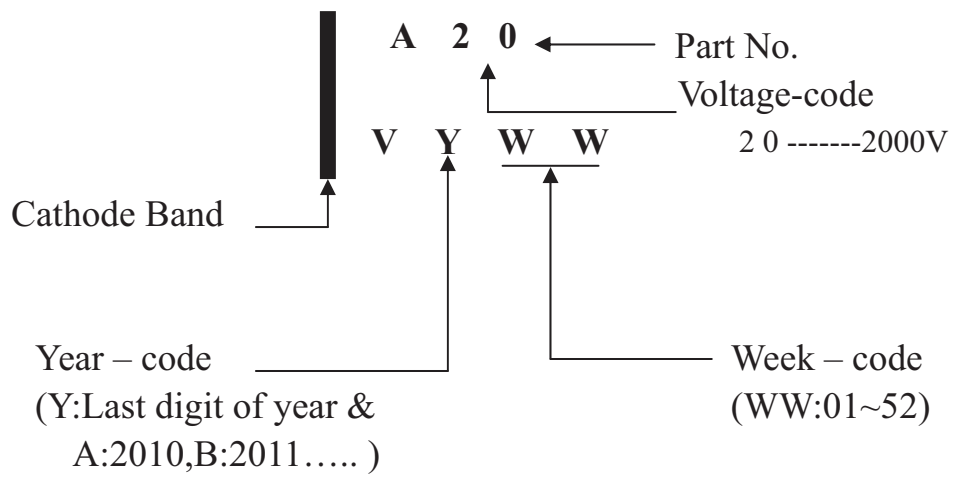 A 2 0
Part No.
Voltage-code
V Y W W
2 0 -------2000V
Cathode Band
Year – code
Week – code
(Y:Last digit of year &
(WW:01~52)
A:2010,B:2011….. )